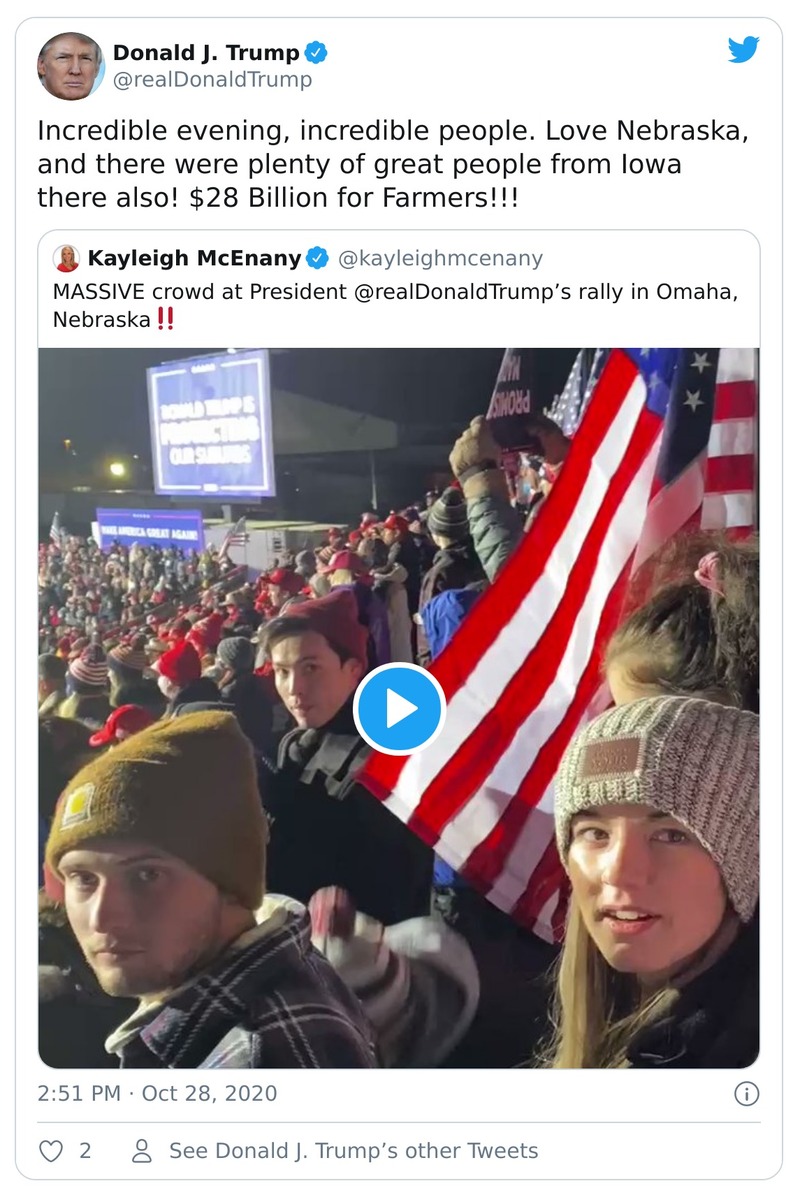 Donald J. Trump
@realDonaldTrump
Incredible evening, incredible people. Love Nebraska,
and there were plenty of great people from Iowa
there also! $28 Billion for Farmers!!!
Kayleigh McEnany @kayleighmcenany
MASSIVE crowd at President @realDonaldTrump’s rally in Omaha,
Nebraska‼
DONALD TRUMP IS
PROTECTING
OUR SUBURBS
MAKE AMERICA GREAT AGAIN!
2:51 PM · Oct 28, 2020
2
See Donald J. Trump’s other Tweets